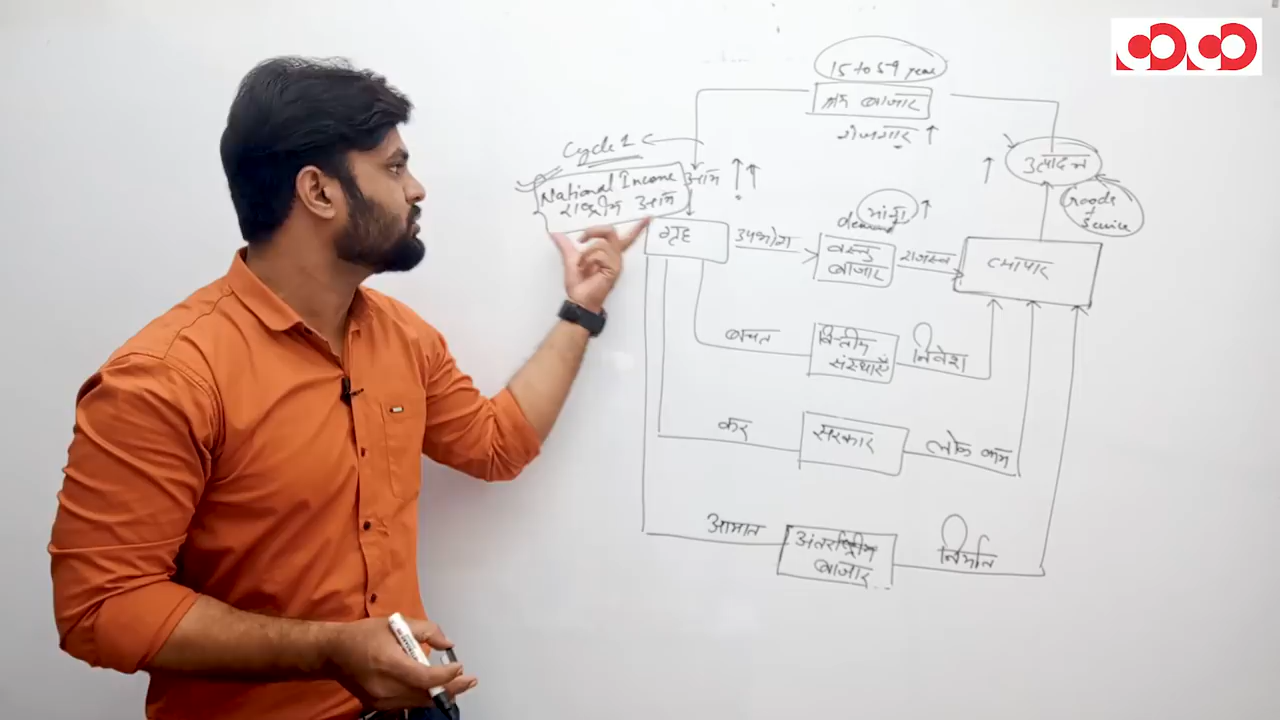 15 to 59 year
श्रम बाजार
रोजगार ↑
Cycle 1
National Income
राष्ट्रीय आय
आय ↑ ↑
↑ उत्पादन
Goods
Service
मांग ↑
demand
गृह
उपभोग
वस्तु
बाजार
राजस्व
व्यापार
बचत
वित्तीय
संस्थाएँ
निवेश
कर
सरकार
लोक व्यय
आयात
अंतर्राष्ट्रीय
बाजार
निर्यात